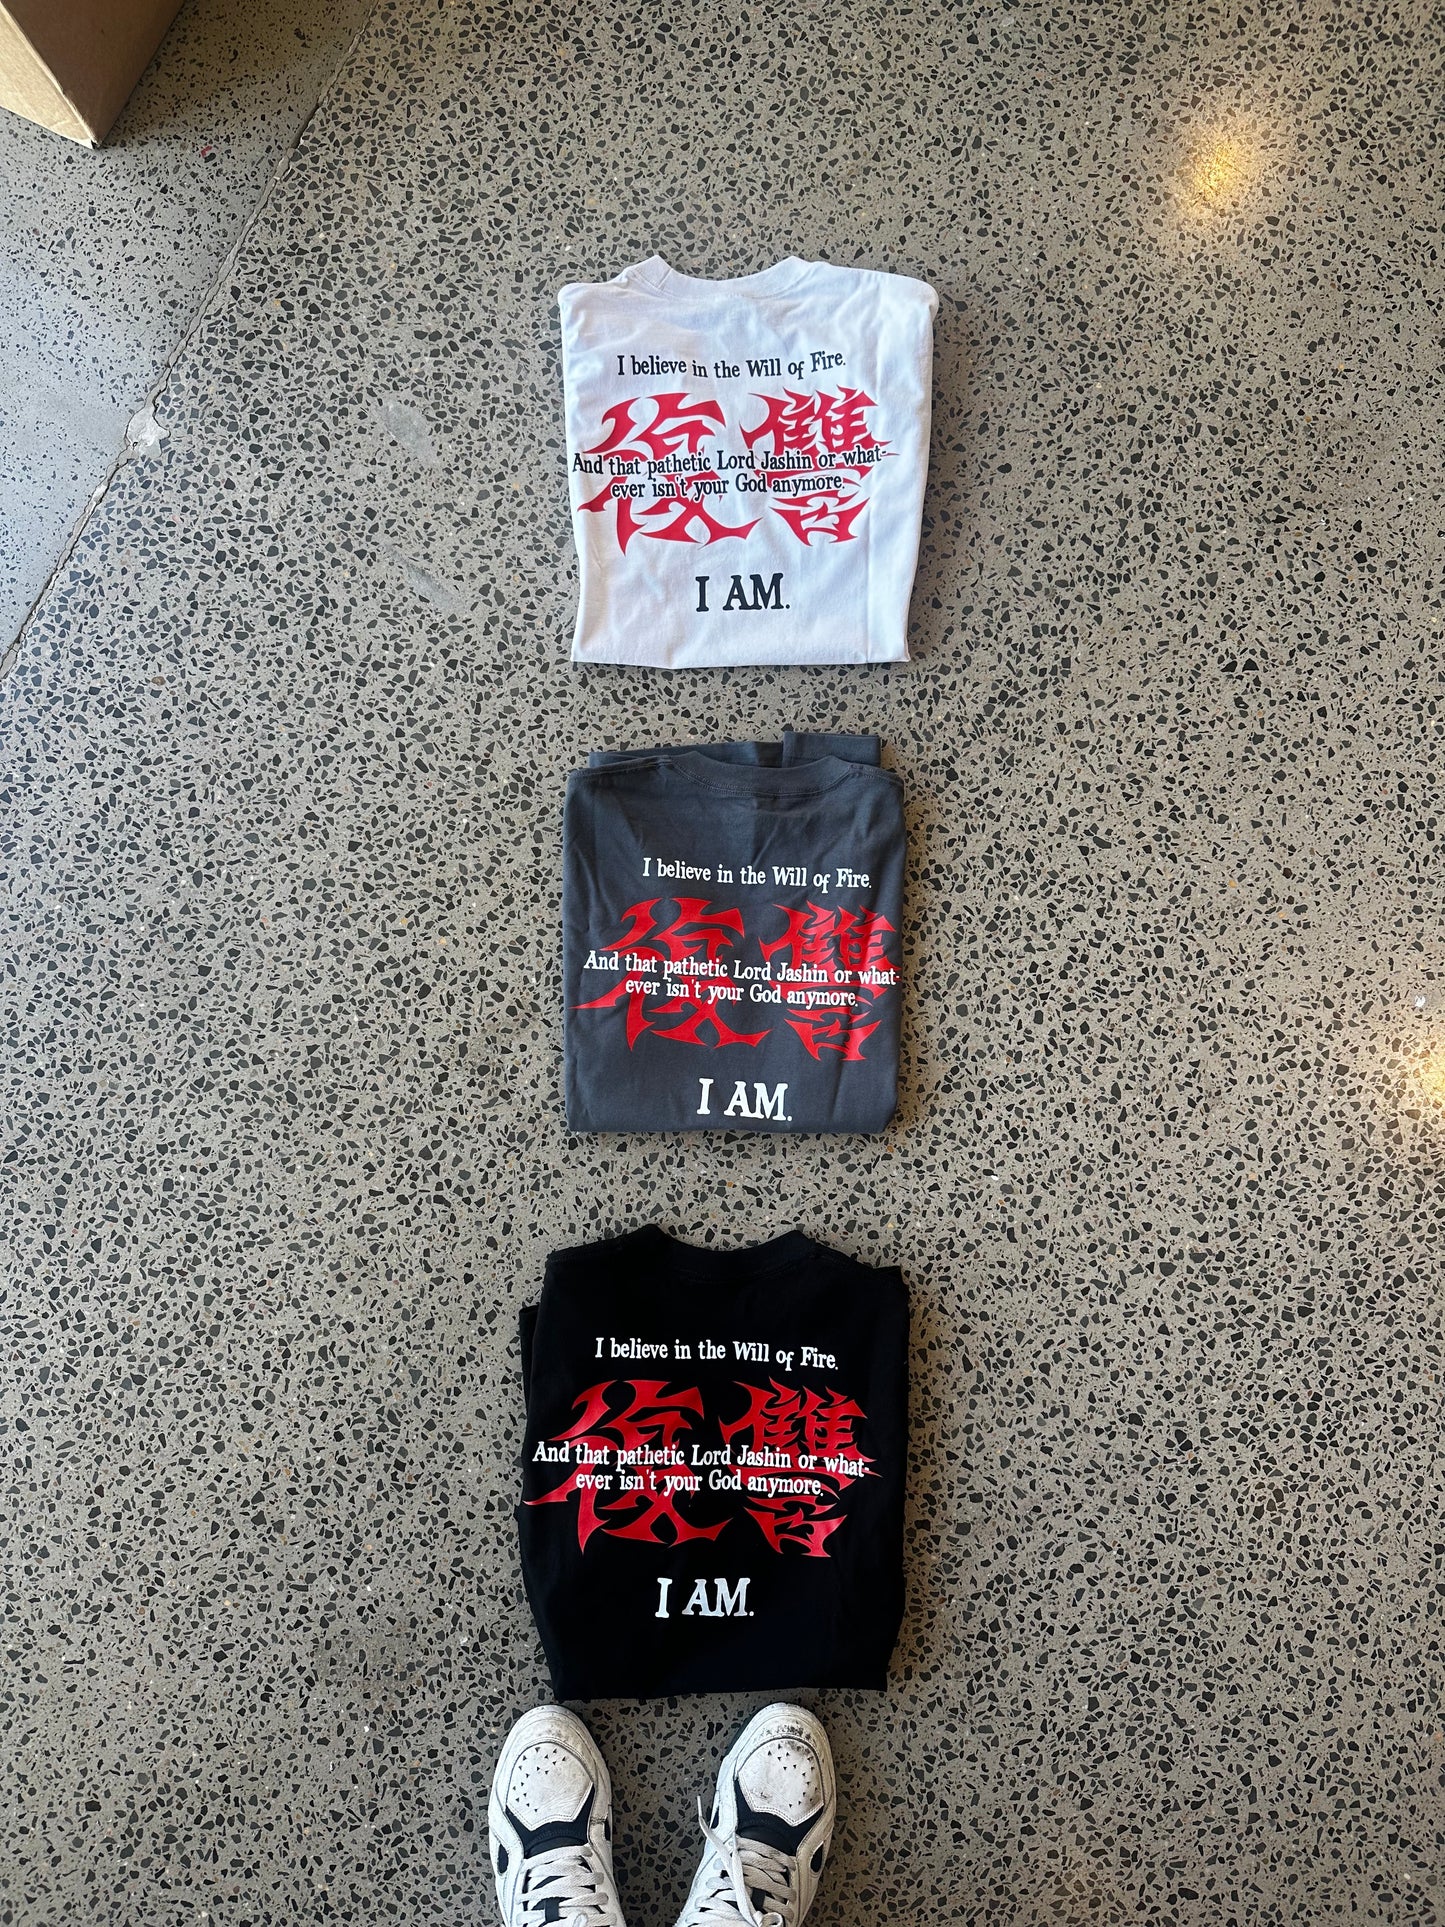 I believe in the Will of Fire.
復讐
And that pathetic Lord Jashin or what-
ever isn't your God anymore.
I AM.
I believe in the Will of Fire.
復讐
And that pathetic Lord Jashin or what-
ever isn't your God anymore.
I AM.
I believe in the Will of Fire.
復讐
And that pathetic Lord Jashin or what-
ever isn't your God anymore.
I AM.